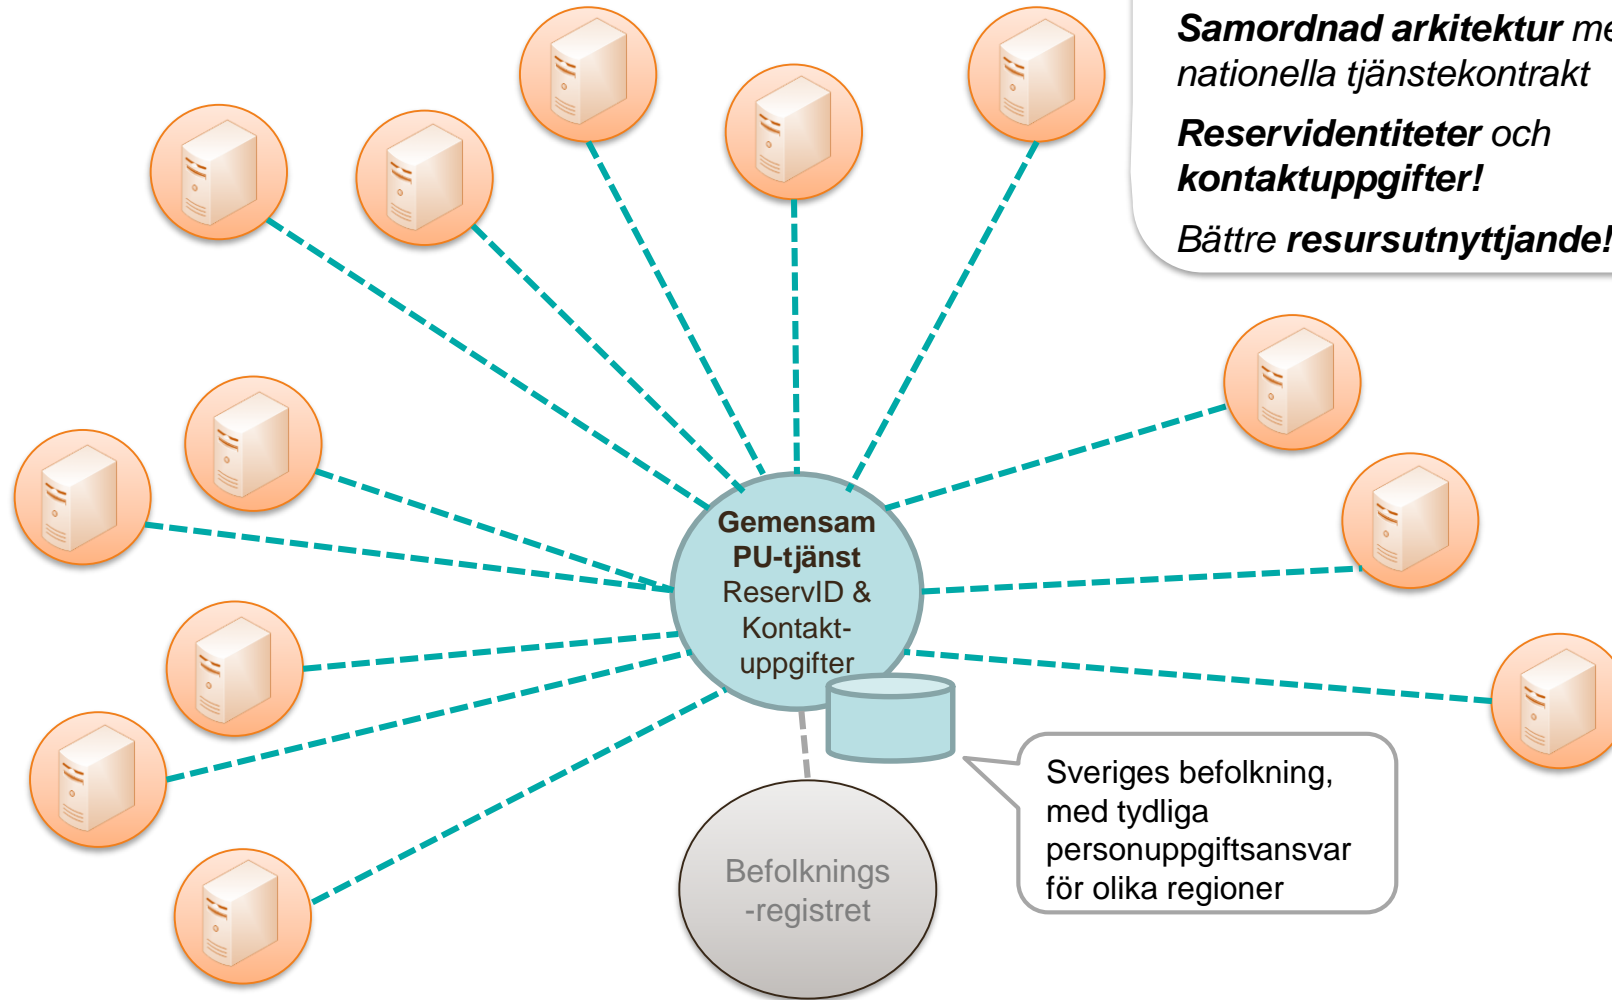 Samordnad arkitektur
nationella tjänstekontrakt
Reservidentiteter och
kontaktuppgifter!
Bättre resursutnyttjande!
Gemensam
PU-tjänst
ReservID &
Kontakt-
uppgifter
Sveriges befolkning,
med tydliga
personuppgiftsansvar
för olika regioner
Befolknings
-registret